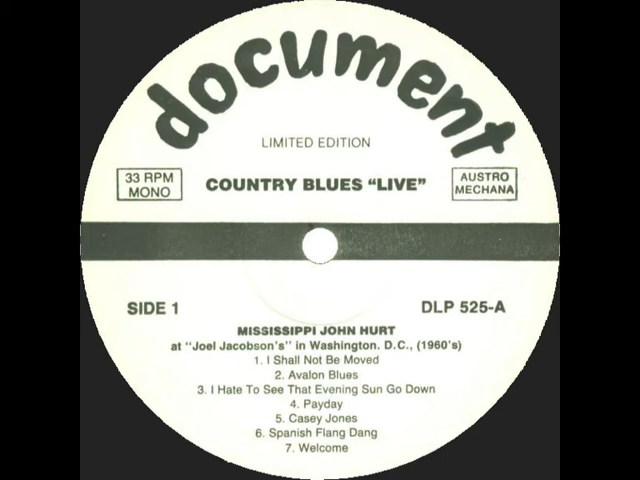 document
LIMITED EDITION
33 RPM
MONO
COUNTRY BLUES “LIVE”
AUSTRO
MECHANA
SIDE 1
DLP 525-A
MISSISSIPPI JOHN HURT
at “Joel Jacobson's” in Washington. D.C., (1960's)
1. I Shall Not Be Moved
2. Avalon Blues
3. I Hate To See That Evening Sun Go Down
4. Payday
5. Casey Jones
6. Spanish Flang Dang
7. Welcome